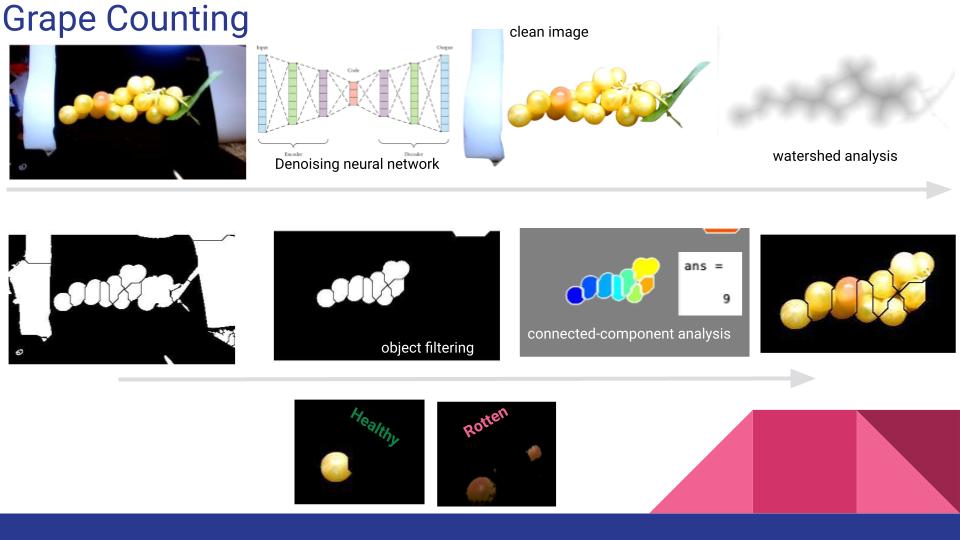 Grape Counting
Input
Output
Code
Encoder
Decoder
Denoising neural network
clean image
watershed analysis
object filtering
ans =
9
connected-component analysis
Healthy
Rotten